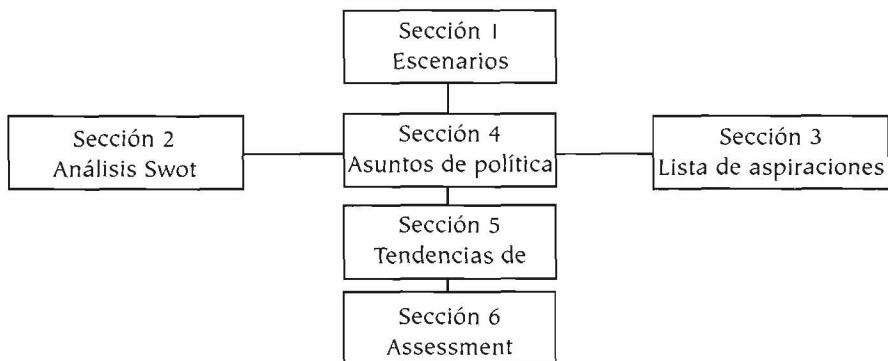 Sección 1
Escenarios
Sección 2
Análisis Swot
Sección 4
Asuntos de política
Sección 3
Lista de aspiraciones
Sección 5
Tendencias de
Sección 6
Assessment